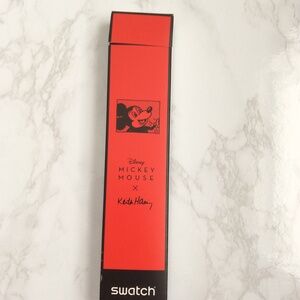 Disney
MICKEY
MOUSE
×
Keith Haring
swatch